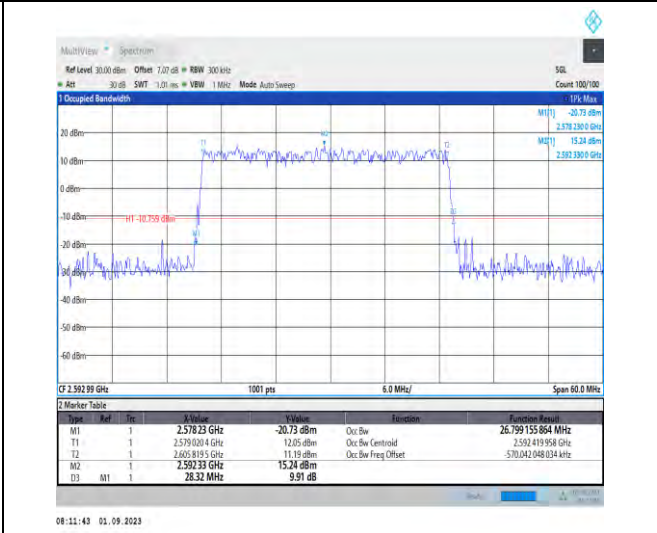 MultiView Spectrum
Ref Level 30.00 dBm Offset 7.07 dB RBW 300 kHz SGL
Att 30 dB SWT 1.01 ms VBW 1 MHz Mode Auto Sweep Count 100/100
1 Occupied Bandwidth 1Pk Max
M1[1] -20.73 dBm
2.578 230 0 GHz
M2[1] 15.24 dBm
2.592 330 0 GHz
20 dBm
T1 M2 T2
10 dBm
0 dBm
-10 dBm H1 -10.759 dBm
-20 dBm
-30 dBm
-40 dBm
-50 dBm
-60 dBm
CF 2.592 99 GHz 1001 pts 6.0 MHz/ Span 60.0 MHz
2 Marker Table
Type Ref Trc X-Value Y-Value Function Function Result
M1 1 2.578 23 GHz -20.73 dBm Occ Bw 26.799 155 864 MHz
T1 1 2.579 020 4 GHz 12.05 dBm Occ Bw Centroid 2.592 419 958 GHz
T2 1 2.605 819 5 GHz 11.19 dBm Occ Bw Freq Offset -570.042 048 034 kHz
M2 1 2.592 33 GHz 15.24 dBm
D3 M1 1 28.32 MHz 9.91 dB
08:11:43 01.09.2023